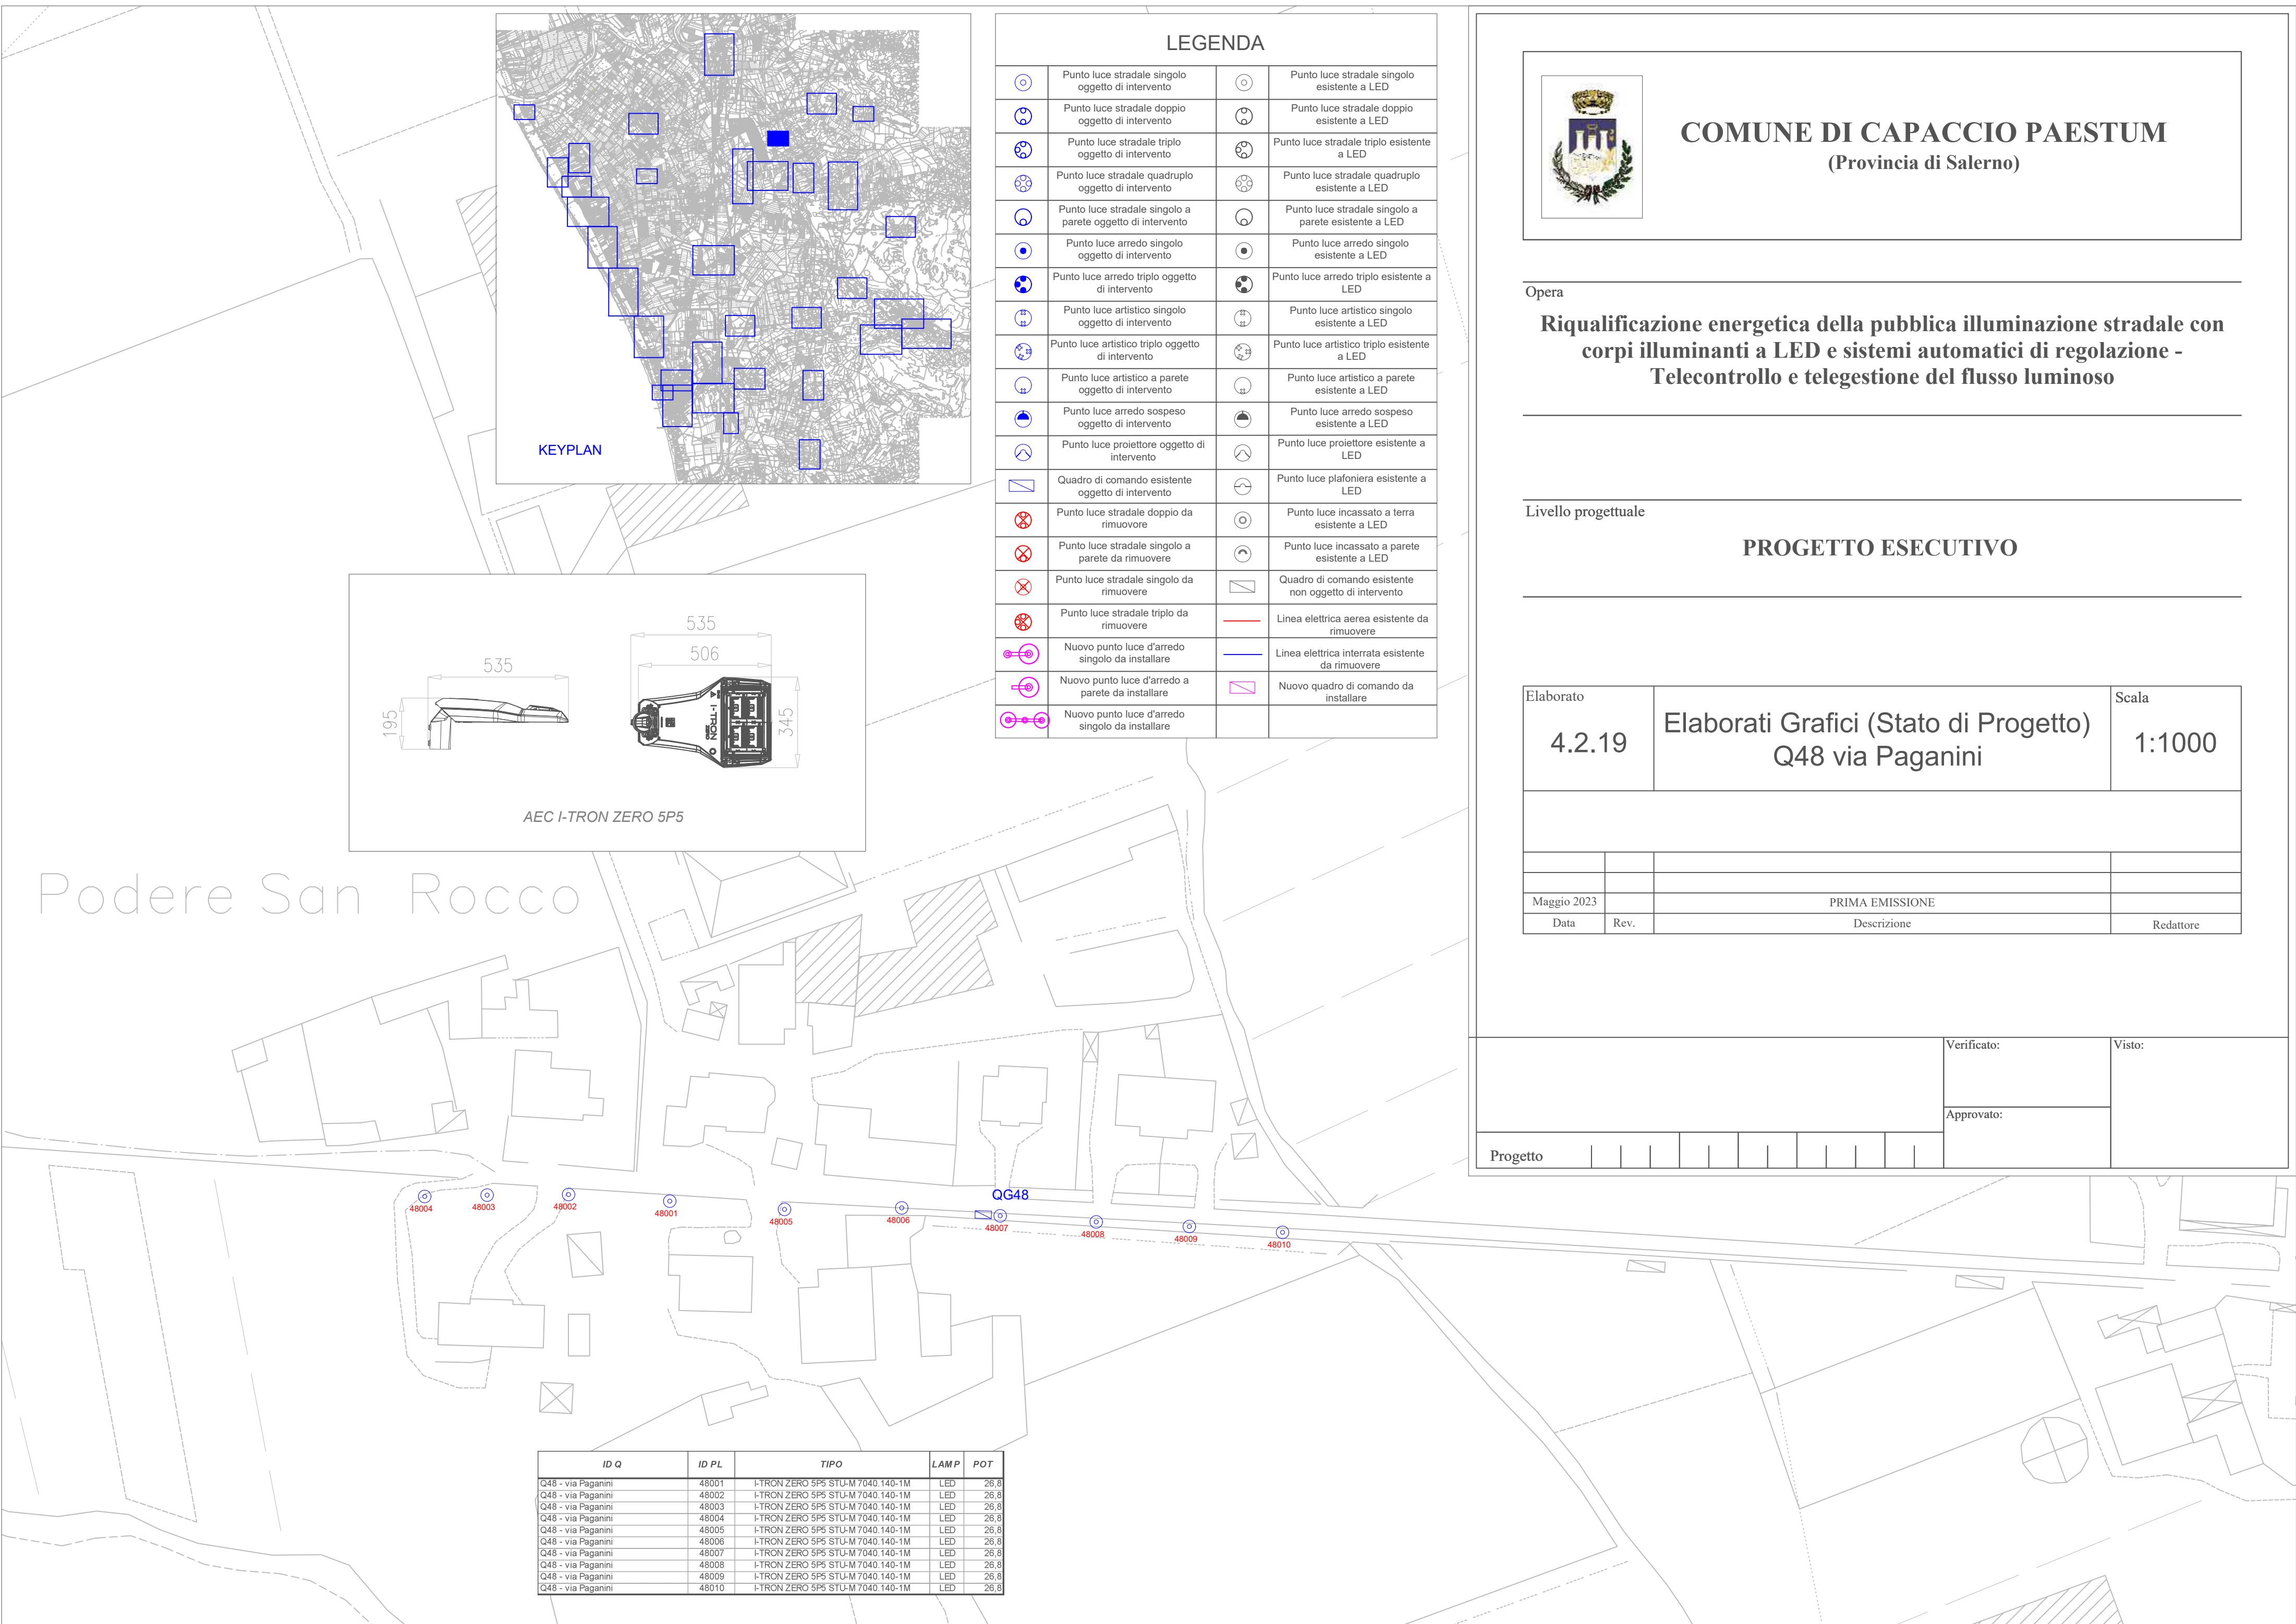 KEYPLAN
LEGENDA
Punto luce stradale singolo
oggetto di intervento
Punto luce stradale singolo
esistente a LED
Punto luce stradale doppio
oggetto di intervento
Punto luce stradale doppio
esistente a LED
Punto luce stradale triplo
oggetto di intervento
Punto luce stradale triplo esistente
a LED
Punto luce stradale quadruplo
oggetto di intervento
Punto luce stradale quadruplo
esistente a LED
Punto luce stradale singolo a
parete oggetto di intervento
Punto luce stradale singolo a
parete esistente a LED
Punto luce arredo singolo
oggetto di intervento
Punto luce arredo singolo
esistente a LED
Punto luce arredo triplo oggetto
di intervento
Punto luce arredo triplo esistente a
LED
Punto luce artistico singolo
oggetto di intervento
Punto luce artistico singolo
esistente a LED
Punto luce artistico triplo oggetto
di intervento
Punto luce artistico triplo esistente
a LED
Punto luce artistico a parete
oggetto di intervento
Punto luce artistico a parete
esistente a LED
Punto luce arredo sospeso
oggetto di intervento
Punto luce arredo sospeso
esistente a LED
Punto luce proiettore oggetto di
intervento
Punto luce proiettore esistente a
LED
Quadro di comando esistente
oggetto di intervento
Punto luce plafoniera esistente a
LED
Punto luce stradale doppio da
rimuovore
Punto luce incassato a terra
esistente a LED
Punto luce stradale singolo a
parete da rimuovere
Punto luce incassato a parete
esistente a LED
Punto luce stradale singolo da
rimuovere
Quadro di comando esistente
non oggetto di intervento
Punto luce stradale triplo da
rimuovere
Linea elettrica aerea esistente da
rimuovere
Nuovo punto luce d'arredo
singolo da installare
Linea elettrica interrata esistente
da rimuovere
Nuovo punto luce d'arredo a
parete da installare
Nuovo quadro di comando da
installare
Nuovo punto luce d'arredo
singolo da installare
COMUNE DI CAPACCIO PAESTUM
(Provincia di Salerno)
Opera
Riqualificazione energetica della pubblica illuminazione stradale con
corpi illuminanti a LED e sistemi automatici di regolazione -
Telecontrollo e telegestione del flusso luminoso
Livello progettuale
PROGETTO ESECUTIVO
Elaborato
4.2.19
Elaborati Grafici (Stato di Progetto)
Q48 via Paganini
Scala
1:1000
Maggio 2023 PRIMA EMISSIONE
Data Rev. Descrizione Redattore
Verificato:
Visto:
Approvato:
Progetto
535
195
535
506
345
I-TRON
ZERO
AEC I-TRON ZERO 5P5
Podere San Rocco
QG48
48004
48003
48002
48001
48005
48006
48007
48008
48009
48010
ID Q ID PL TIPO LAMP POT
Q48 - via Paganini 48001 I-TRON ZERO 5P5 STU-M 7040.140-1M LED 26,8
Q48 - via Paganini 48002 I-TRON ZERO 5P5 STU-M 7040.140-1M LED 26,8
Q48 - via Paganini 48003 I-TRON ZERO 5P5 STU-M 7040.140-1M LED 26,8
Q48 - via Paganini 48004 I-TRON ZERO 5P5 STU-M 7040.140-1M LED 26,8
Q48 - via Paganini 48005 I-TRON ZERO 5P5 STU-M 7040.140-1M LED 26,8
Q48 - via Paganini 48006 I-TRON ZERO 5P5 STU-M 7040.140-1M LED 26,8
Q48 - via Paganini 48007 I-TRON ZERO 5P5 STU-M 7040.140-1M LED 26,8
Q48 - via Paganini 48008 I-TRON ZERO 5P5 STU-M 7040.140-1M LED 26,8
Q48 - via Paganini 48009 I-TRON ZERO 5P5 STU-M 7040.140-1M LED 26,8
Q48 - via Paganini 48010 I-TRON ZERO 5P5 STU-M 7040.140-1M LED 26,8